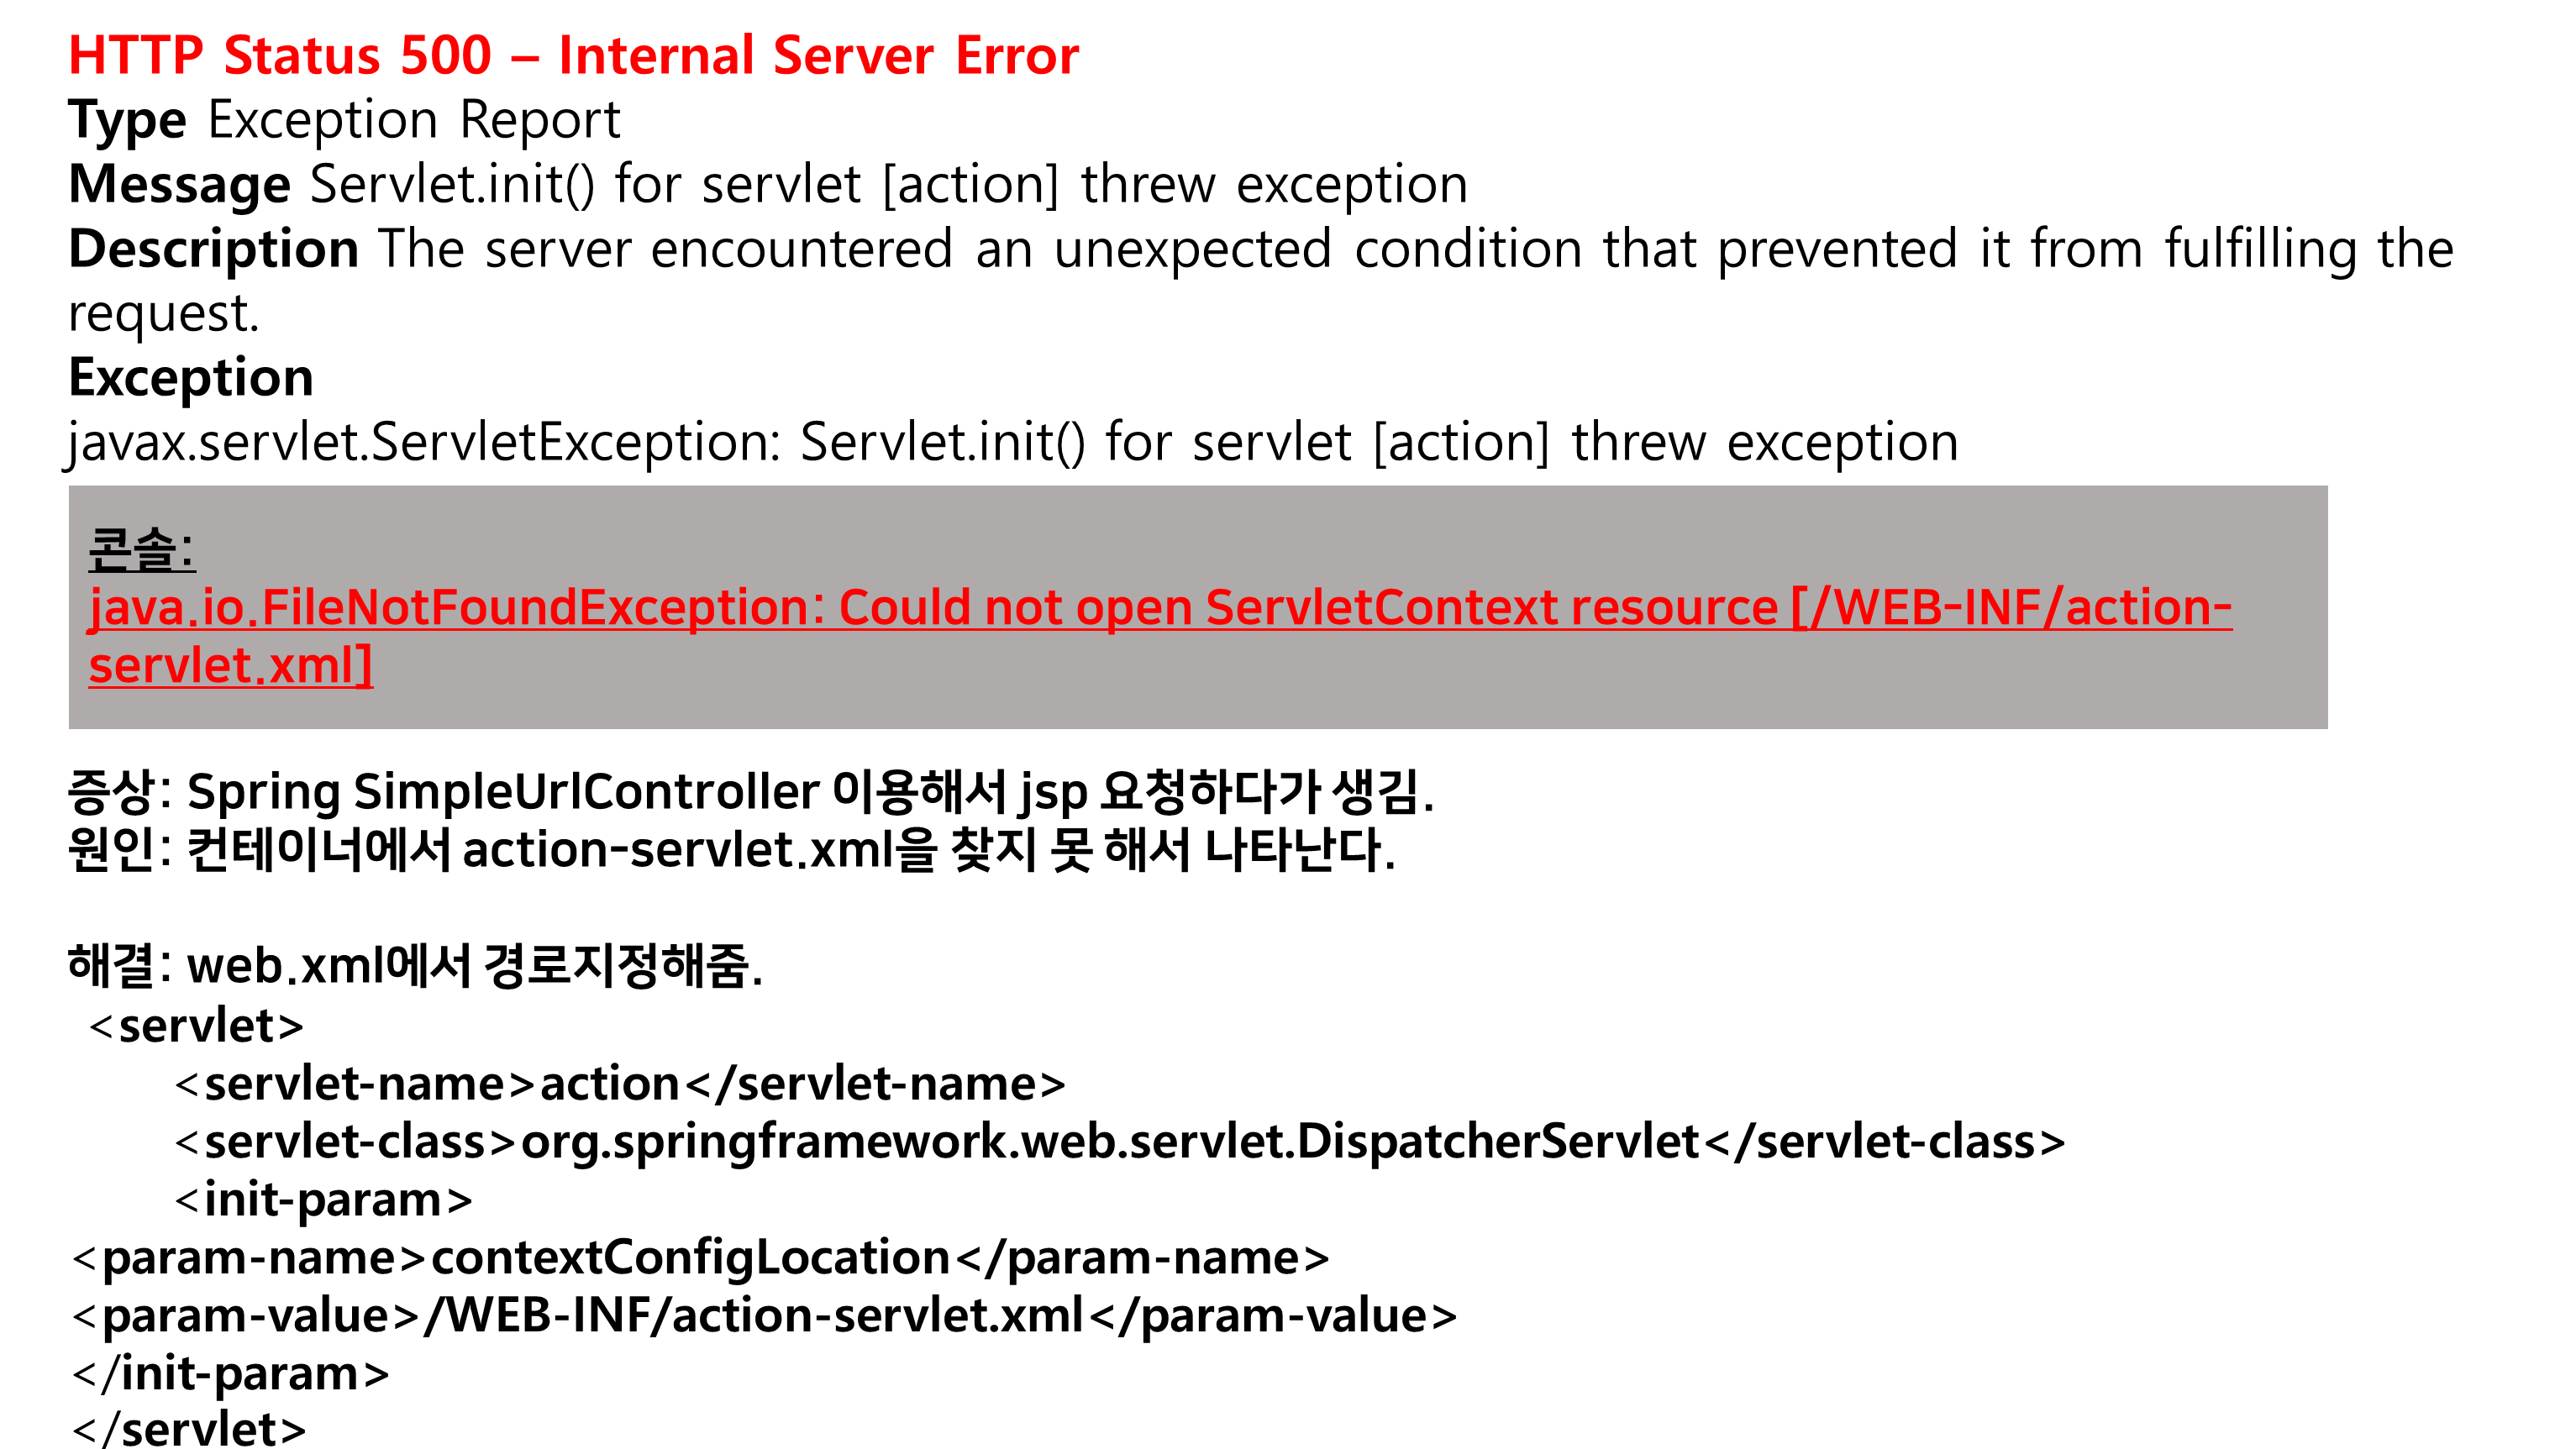 HTTP Status 500 – Internal Server Error
Type Exception Report
Message Servlet.init() for servlet [action] threw exception
Description The server encountered an unexpected condition that prevented it from fulfilling the
request.
Exception
javax.servlet.ServletException: Servlet.init() for servlet [action] threw exception
콘솔:
java.io.FileNotFoundException: Could not open ServletContext resource [/WEB-INF/action-
servlet.xml]
증상: Spring SimpleUrlController 이용해서 jsp 요청하다가 생김.
원인: 컨테이너에서 action-servlet.xml을 찾지 못 해서 나타난다.
해결: web.xml에서 경로지정해줌.
<servlet>
<servlet-name>action</servlet-name>
<servlet-class>org.springframework.web.servlet.DispatcherServlet</servlet-class>
<init-param>
<param-name>contextConfigLocation</param-name>
<param-value>/WEB-INF/action-servlet.xml</param-value>
</init-param>
</servlet>